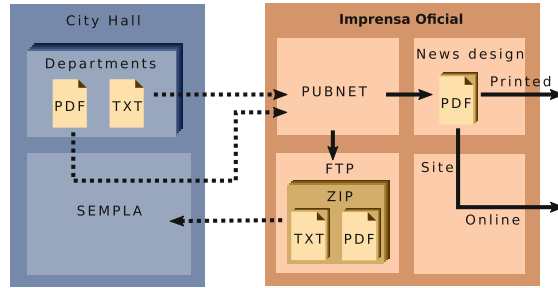 City Hall
Departments
PDF
TXT
SEMPLA
Imprensa Oficial
PUBNET
News design
PDF
Printed
FTP
ZIP
TXT
PDF
Site
Online